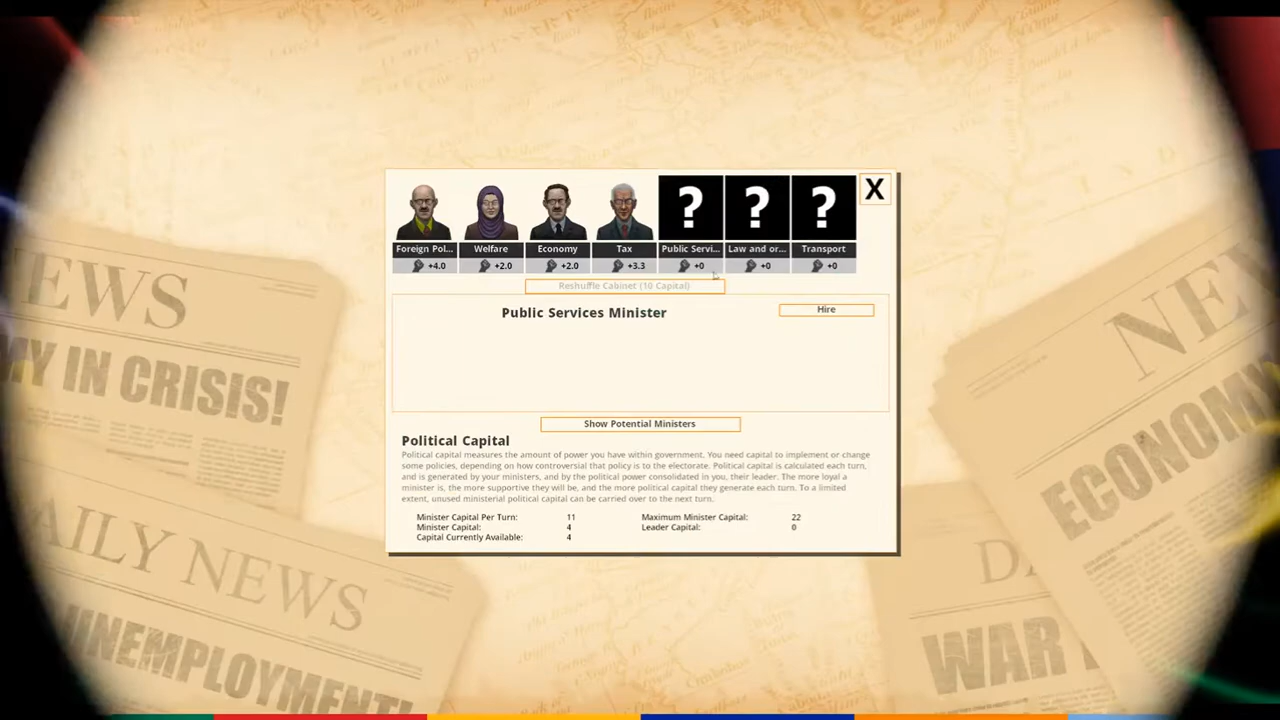 X
? ? ?
Foreign Pol... Welfare Economy Tax Public Servi... Law and or... Transport
+4.0 +2.0 +2.0 +3.3 +0 +0 +0
Reshuffle Cabinet (10 Capital)
Public Services Minister
Hire
Show Potential Ministers
Political Capital
Political capital measures the amount of power you have within government. You need capital to implement or change
some policies, depending on how controversial that policy is to the electorate. Political capital is calculated each turn,
and is generated by your ministers, and by the political power consolidated in you, their leader. The more loyal a
minister is, the more supportive they will be, and the more political capital they generate each turn. To a limited
extent, unused ministerial political capital can be carried over to the next turn.
Minister Capital Per Turn: 11 Maximum Minister Capital: 22
Minister Capital: 4 Leader Capital: 0
Capital Currently Available: 4
EWS
MY IN CRISIS!
AILY NEWS
UNEMPLOYMENT!
NEW
ECONOMY
DA
WAR